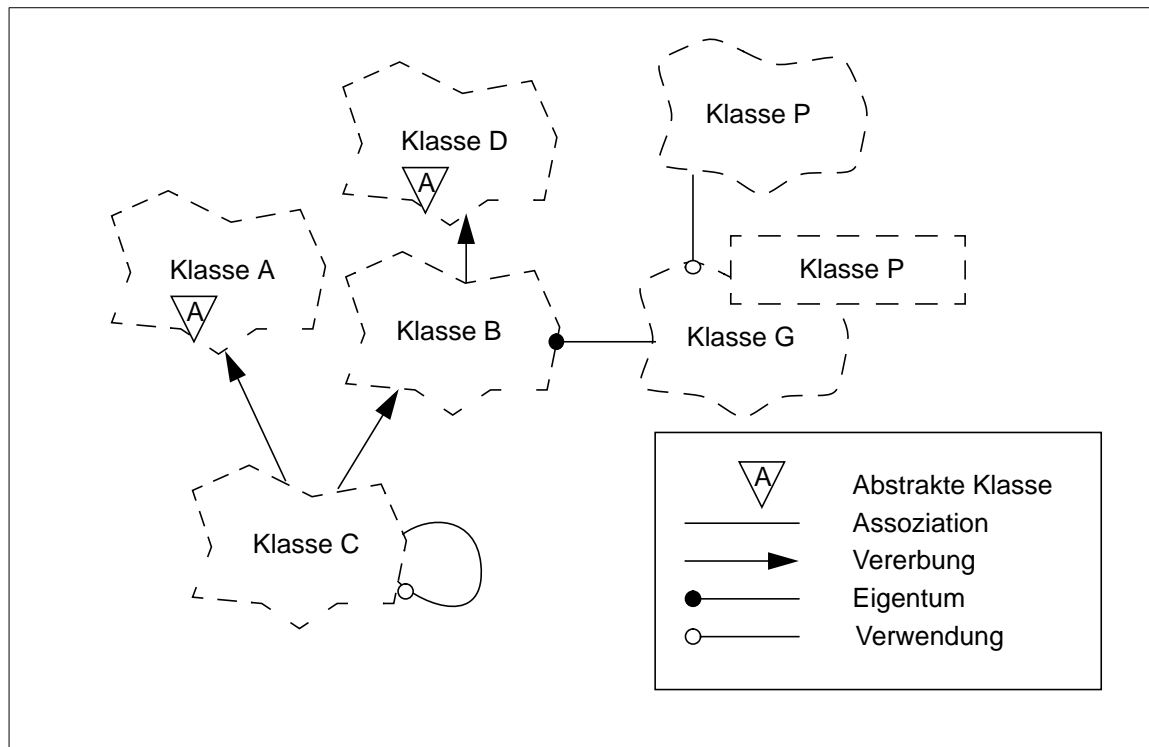 Klasse P
Klasse D
A
Klasse A
A
Klasse P
Klasse B
Klasse G
Klasse C
A
Abstrakte Klasse
Assoziation
Vererbung
Eigentum
Verwendung